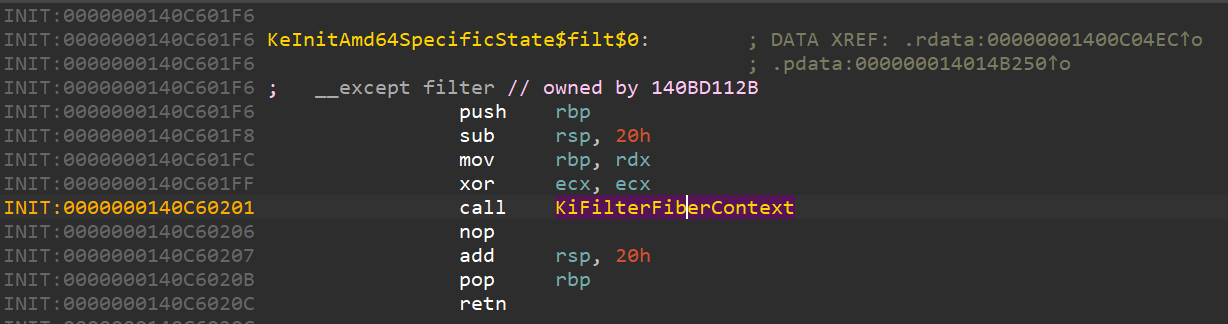 INIT:0000000140C601F6
INIT:0000000140C601F6 KeInitAmd64SpecificState$filt$0: ; DATA XREF: .rdata:00000001400C04EC↑o
INIT:0000000140C601F6 ; .pdata:000000014014B250↑o
INIT:0000000140C601F6 ; __except filter // owned by 140BD112B
INIT:0000000140C601F6 push rbp
INIT:0000000140C601F8 sub rsp, 20h
INIT:0000000140C601FC mov rbp, rdx
INIT:0000000140C601FF xor ecx, ecx
INIT:0000000140C60201 call KiFilterFiberContext
INIT:0000000140C60206 nop
INIT:0000000140C60207 add rsp, 20h
INIT:0000000140C6020B pop rbp
INIT:0000000140C6020C retn